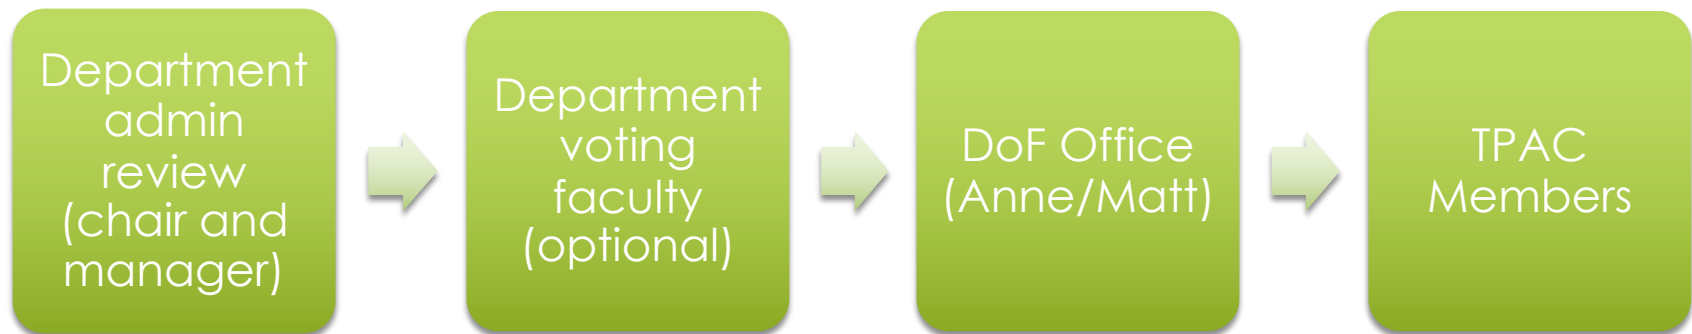 Department
admin
review
(chair and
manager)
Department
voting
faculty
(optional)
DoF Office
(Anne/Matt)
TPAC
Members